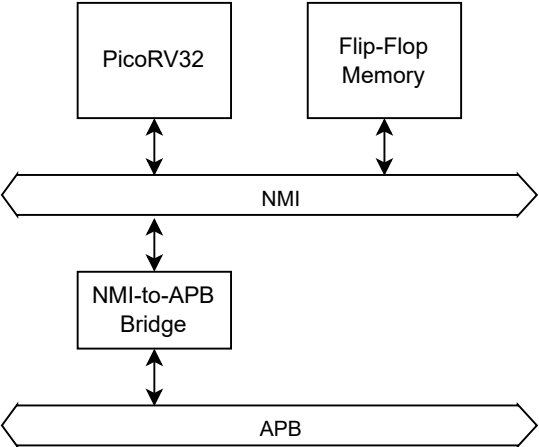 PicoRV32
Flip-Flop
Memory
NMI
NMI-to-APB
Bridge
APB